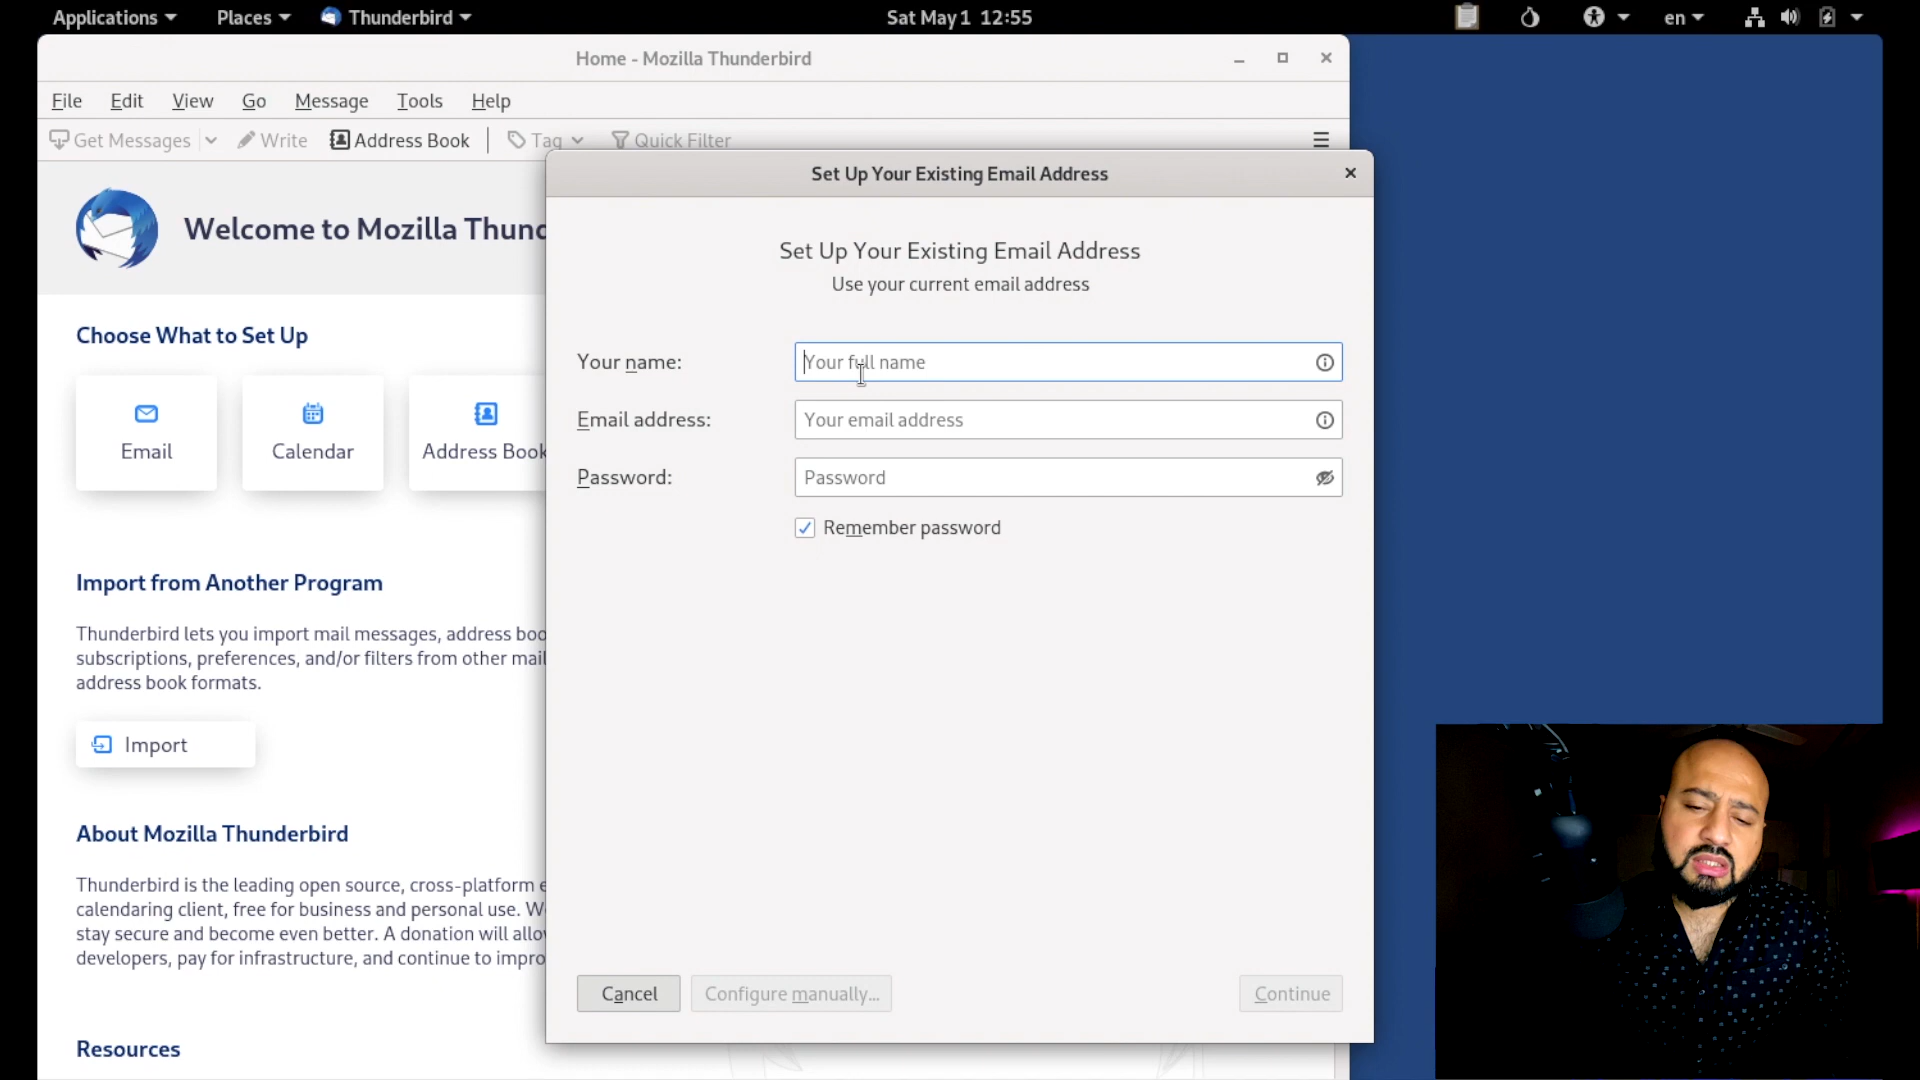 Applications Places Thunderbird Sat May 1 12:55 en
Home - Mozilla Thunderbird
File Edit View Go Message Tools Help
Get Messages Write Address Book Tag Quick Filter
Set Up Your Existing Email Address
Welcome to Mozilla Thund
Set Up Your Existing Email Address
Use your current email address
Choose What to Set Up
Email
Calendar
Address Book
Your name: Your full name
Email address: Your email address
Password: Password
Remember password
Import from Another Program
Thunderbird lets you import mail messages, address boo
subscriptions, preferences, and/or filters from other mail
address book formats.
Import
About Mozilla Thunderbird
Thunderbird is the leading open source, cross-platform e
calendaring client, free for business and personal use. W
stay secure and become even better. A donation will allo
developers, pay for infrastructure, and continue to impro
Cancel Configure manually... Continue
Resources